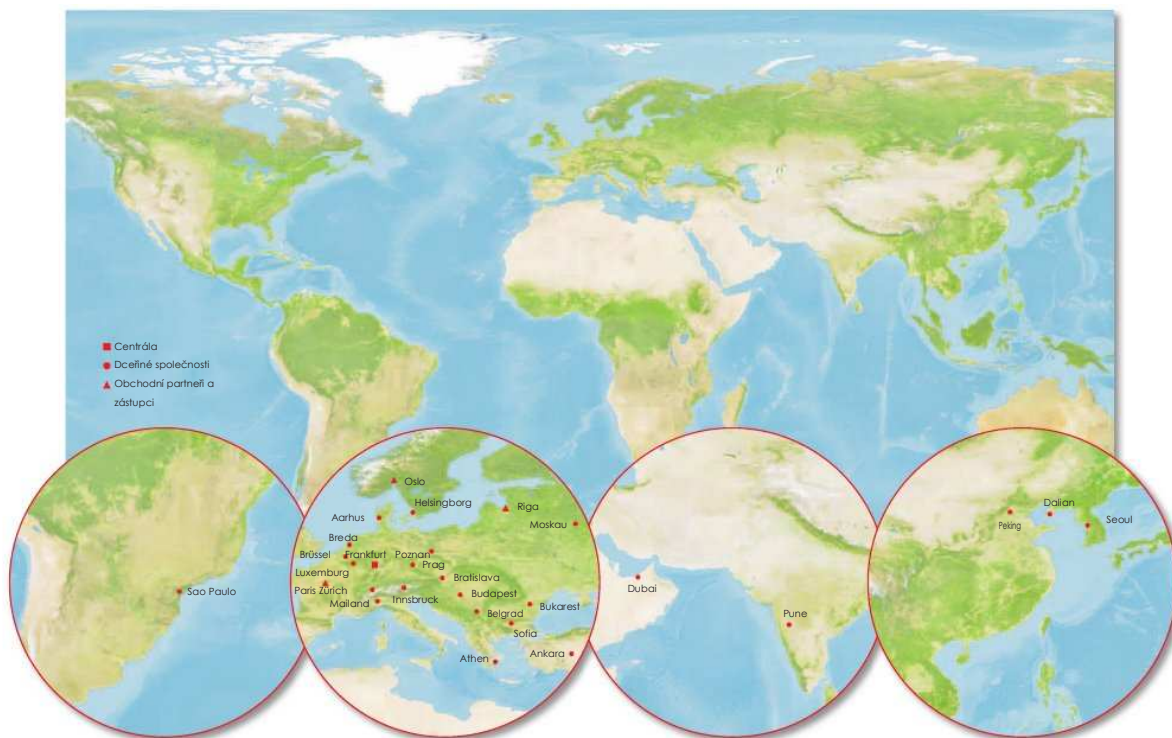 Centrála
Dceřiné společnosti
Obchodní partneři a
zástupci
Sao Paulo
Oslo
Helsingborg
Riga
Aarhus
Moskau
Breda
Brüssel
Frankfurt
Poznan
Prag
Luxemburg
Bratislava
Paris Zürich
Innsbruck
Budapest
Mailand
Bukarest
Belgrad
Sofia
Athen
Ankara
Dubai
Pune
Peking
Dalian
Seoul